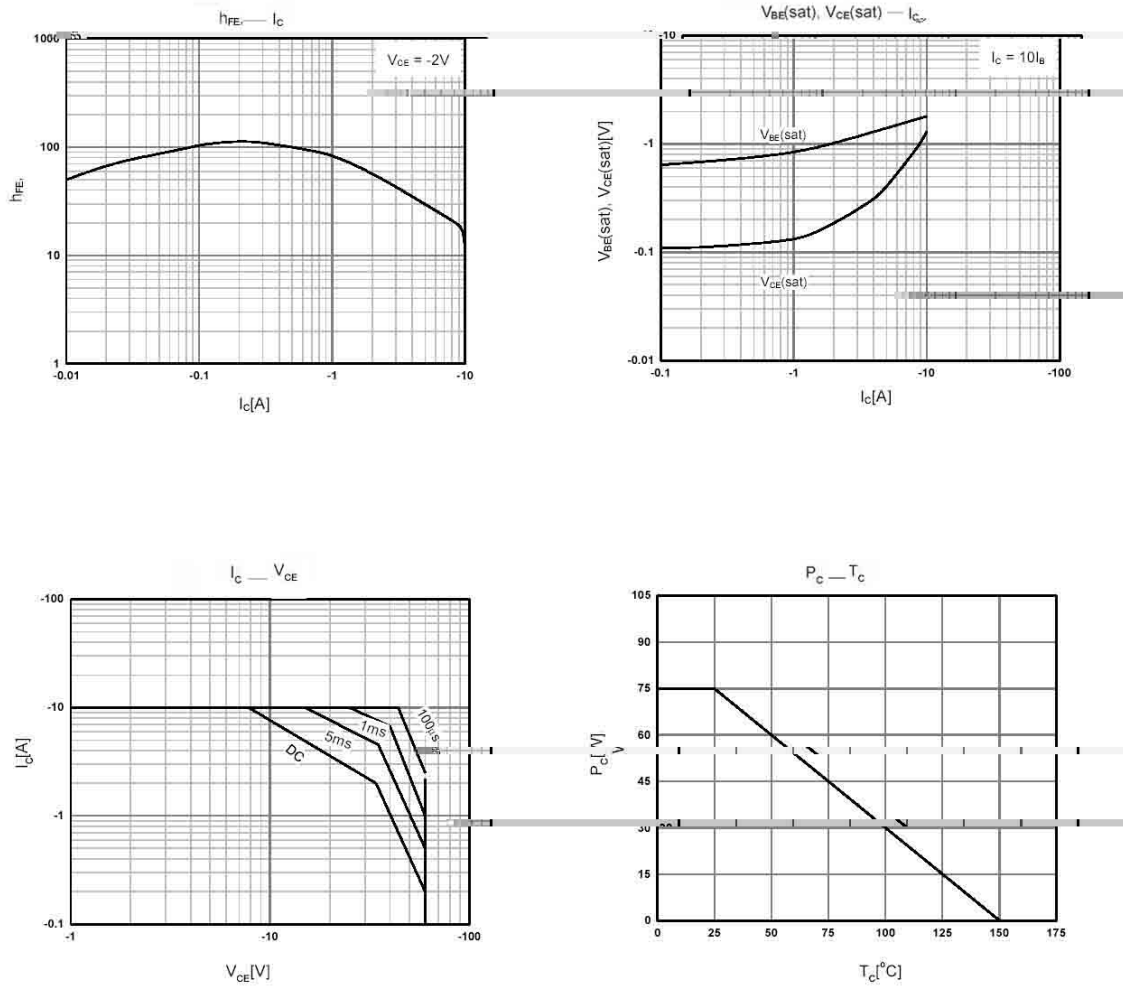 hFE, — IC
1000
VCE = -2V
100
hFE,
10
1
-0.01 -0.1 -1 -10
IC[A]
VBE(sat), VCE(sat) — IC
-10
IC = 10IB
VBE(sat)
-1
VBE(sat), VCE(sat)[V]
-0.1
VCE(sat)
-0.01
-0.1 -1 -10 -100
IC[A]
IC — VCE
-100
-10
100µs
1ms
5ms
DC
IC[A]
-1
-0.1
-1 -10 -100
VCE[V]
PC — TC
105
90
75
60
45
30
15
0
0 25 50 75 100 125 150 175
TC[°C]